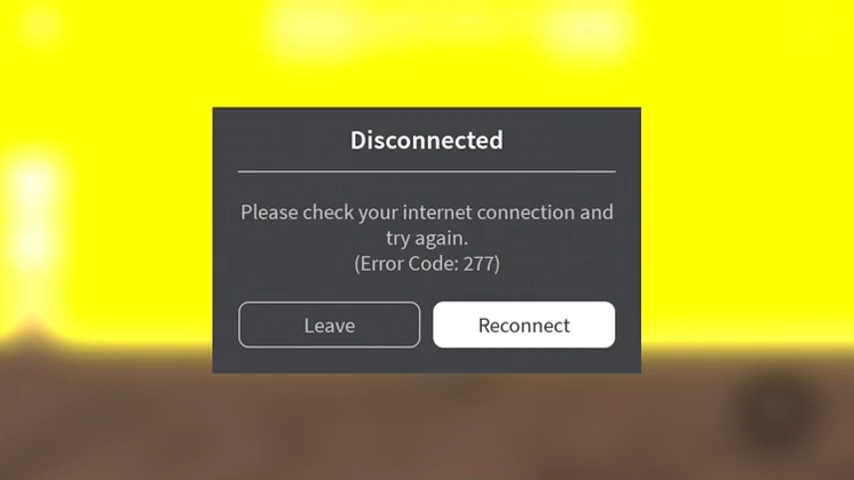 Disconnected
Please check your internet connection and
try again.
(Error Code: 277)
Leave
Reconnect